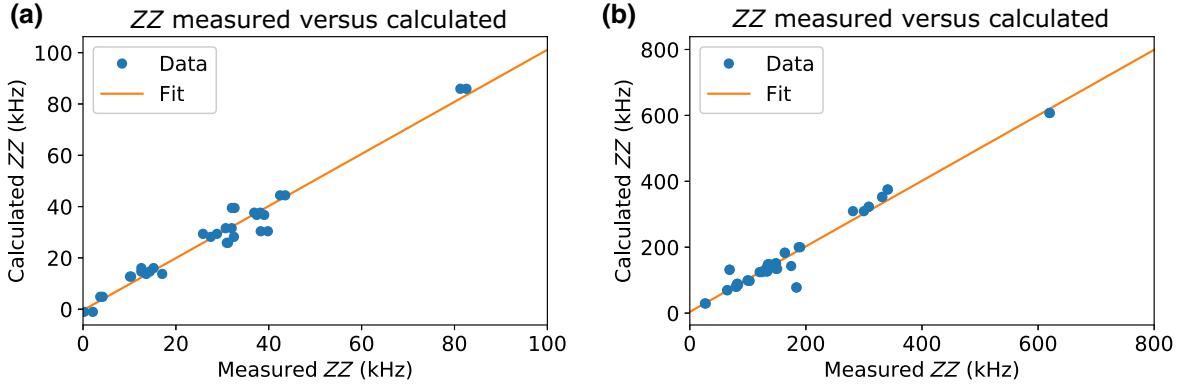 (a)
ZZ measured versus calculated
Calculated ZZ (kHz)
100
80
60
40
20
0
Data
Fit
0 20 40 60 80 100
Measured ZZ (kHz)
(b)
ZZ measured versus calculated
Calculated ZZ (kHz)
800
600
400
200
0
Data
Fit
0 200 400 600 800
Measured ZZ (kHz)